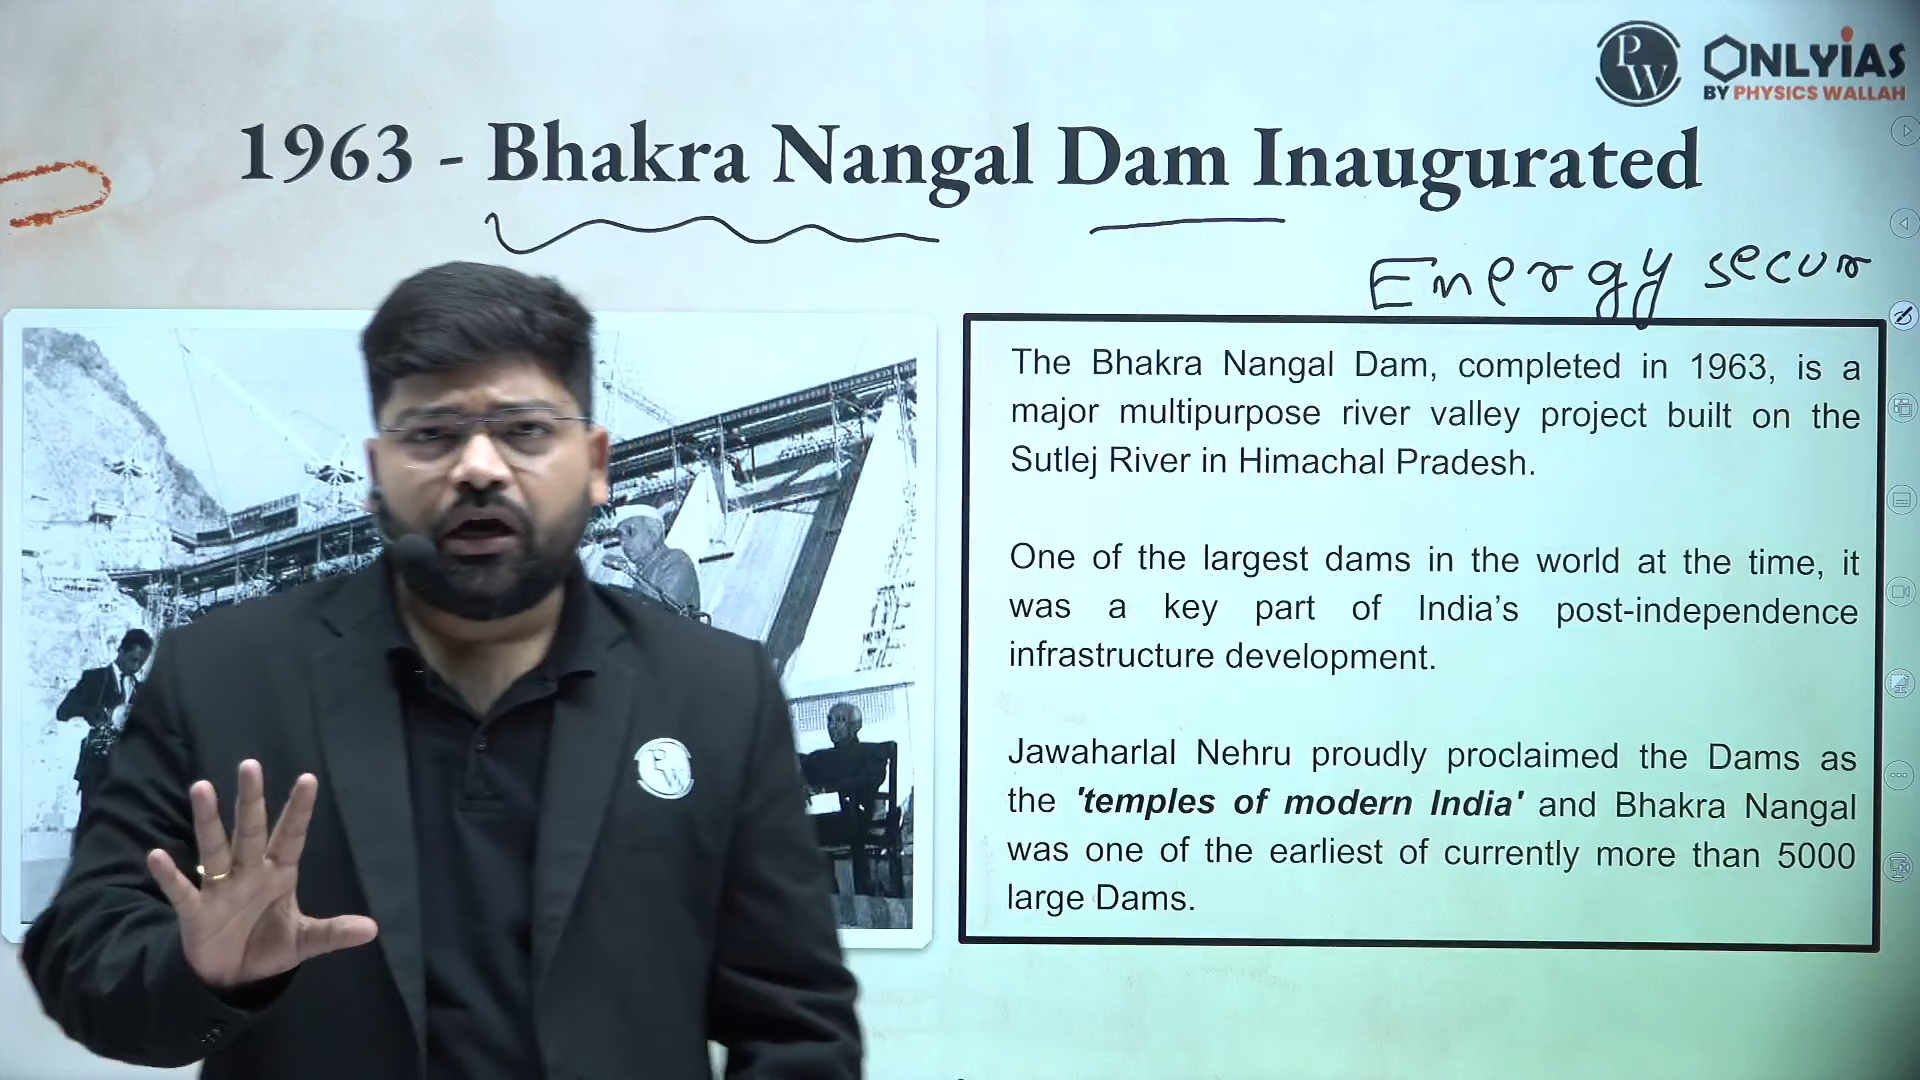 PW
ONLYIAS
BY PHYSICS WALLAH
1963 - Bhakra Nangal Dam Inaugurated
Energy secur
The Bhakra Nangal Dam, completed in 1963, is a
major multipurpose river valley project built on the
Sutlej River in Himachal Pradesh.
One of the largest dams in the world at the time, it
was a key part of India’s post-independence
infrastructure development.
Jawaharlal Nehru proudly proclaimed the Dams as
the 'temples of modern India' and Bhakra Nangal
was one of the earliest of currently more than 5000
large Dams.
PW